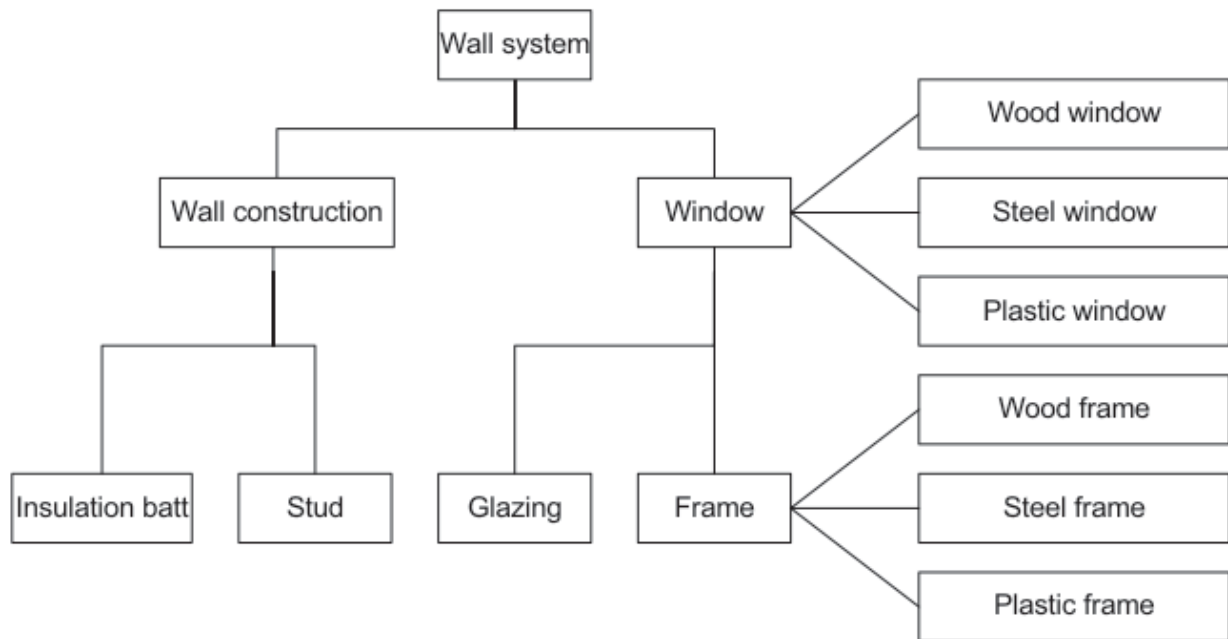 Wall system
Wood window
Wall construction
Window
Steel window
Plastic window
Wood frame
Insulation batt
Stud
Glazing
Frame
Steel frame
Plastic frame